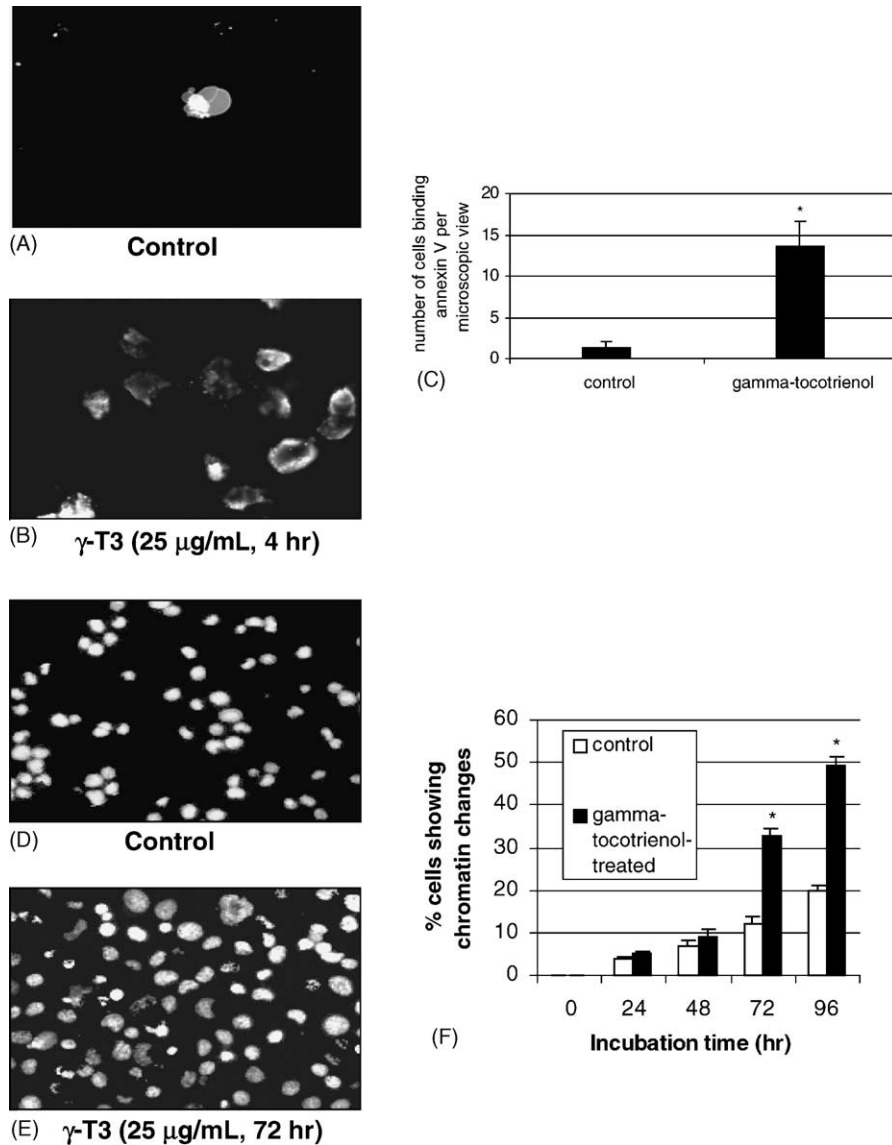 (A) Control
(B) γ-T3 (25 μg/mL, 4 hr)
number of cells binding
annexin V per
microscopic view
20
15
10
5
0
*
control gamma-tocotrienol
(C)
(D) Control
(E) γ-T3 (25 μg/mL, 72 hr)
% cells showing
chromatin changes
60
50
40
30
20
10
0
control
gamma-
tocotrienol-
treated
*
*
0 24 48 72 96
(F) Incubation time (hr)